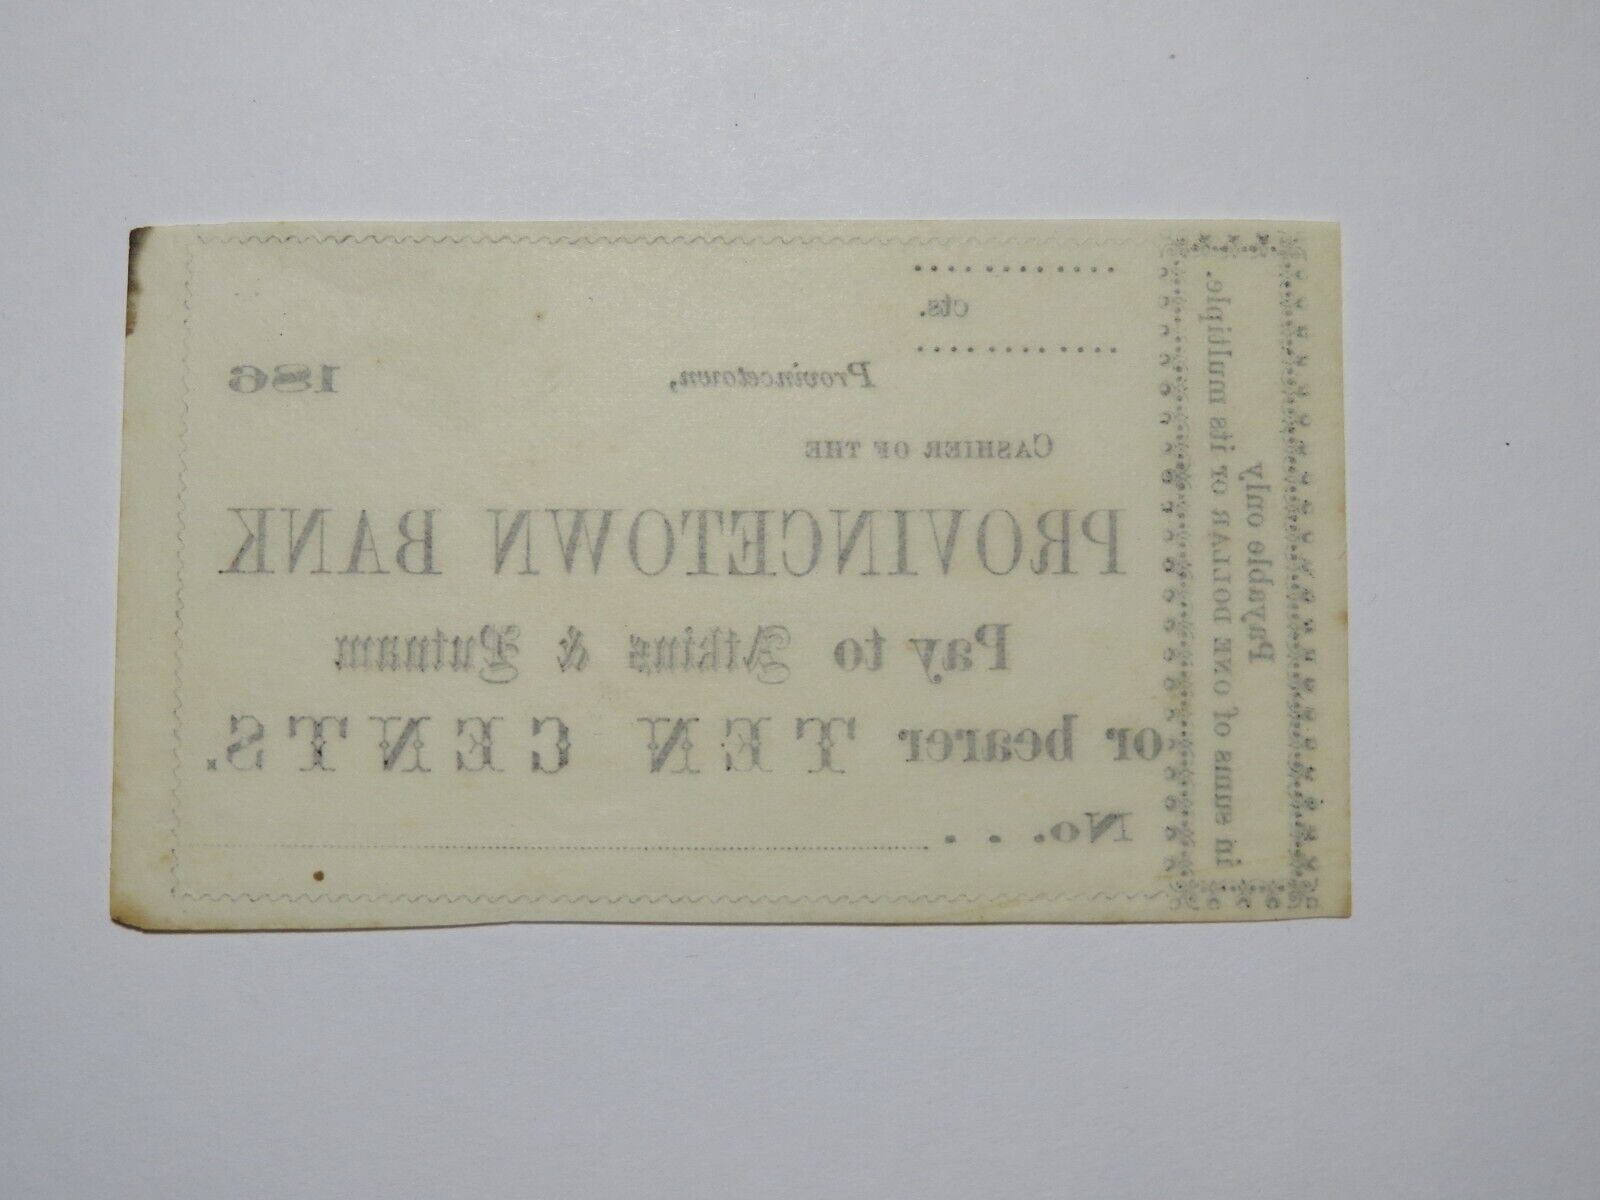 cts.
Provincetown, 186
CASHIER OF THE
PROVINCETOWN BANK
Pay to Atkins & Putnam
or bearer TEN CENTS.
No. . .
Payable only
in sums of ONE DOLLAR or its multiple.